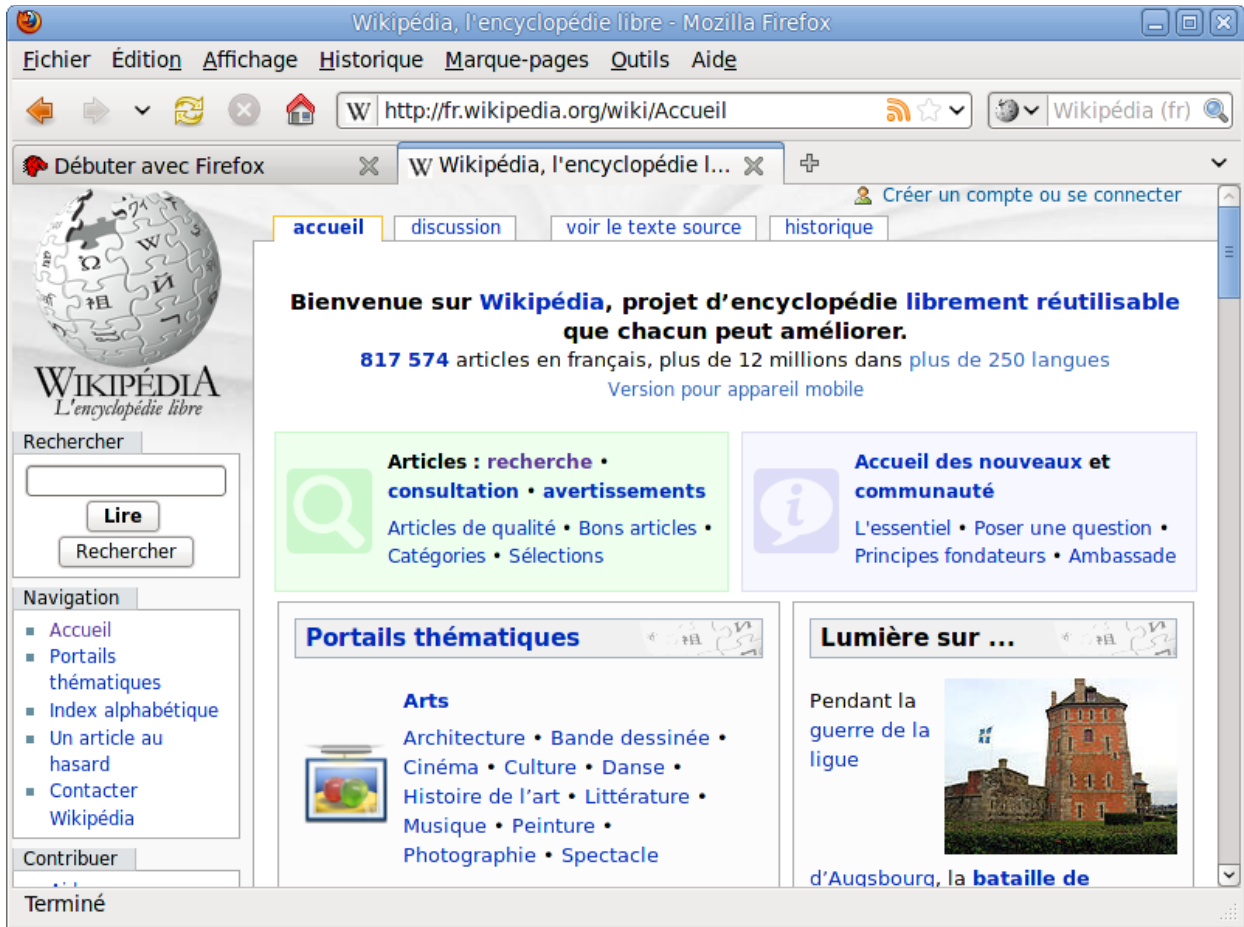 Wikipédia, l'encyclopédie libre - Mozilla Firefox
Fichier Édition Affichage Historique Marque-pages Outils Aide
W http://fr.wikipedia.org/wiki/Accueil Wikipédia (fr)
Débuter avec Firefox W Wikipédia, l'encyclopédie l...
Créer un compte ou se connecter
accueil discussion voir le texte source historique
Bienvenue sur Wikipédia, projet d’encyclopédie librement réutilisable
que chacun peut améliorer.
817 574 articles en français, plus de 12 millions dans plus de 250 langues
Version pour appareil mobile
Ω W И 祖
WIKIPÉDIA
L'encyclopédie libre
Rechercher
Lire
Rechercher
Navigation
Accueil
Portails
thématiques
Index alphabétique
Un article au
hasard
Contacter
Wikipédia
Contribuer
Articles : recherche •
consultation • avertissements
Articles de qualité • Bons articles •
Catégories • Sélections
Accueil des nouveaux et
communauté
L'essentiel • Poser une question •
Principes fondateurs • Ambassade
Portails thématiques
Arts
Architecture • Bande dessinée •
Cinéma • Culture • Danse •
Histoire de l’art • Littérature •
Musique • Peinture •
Photographie • Spectacle
Lumière sur ...
Pendant la
guerre de la
ligue
d’Augsbourg, la bataille de
Terminé